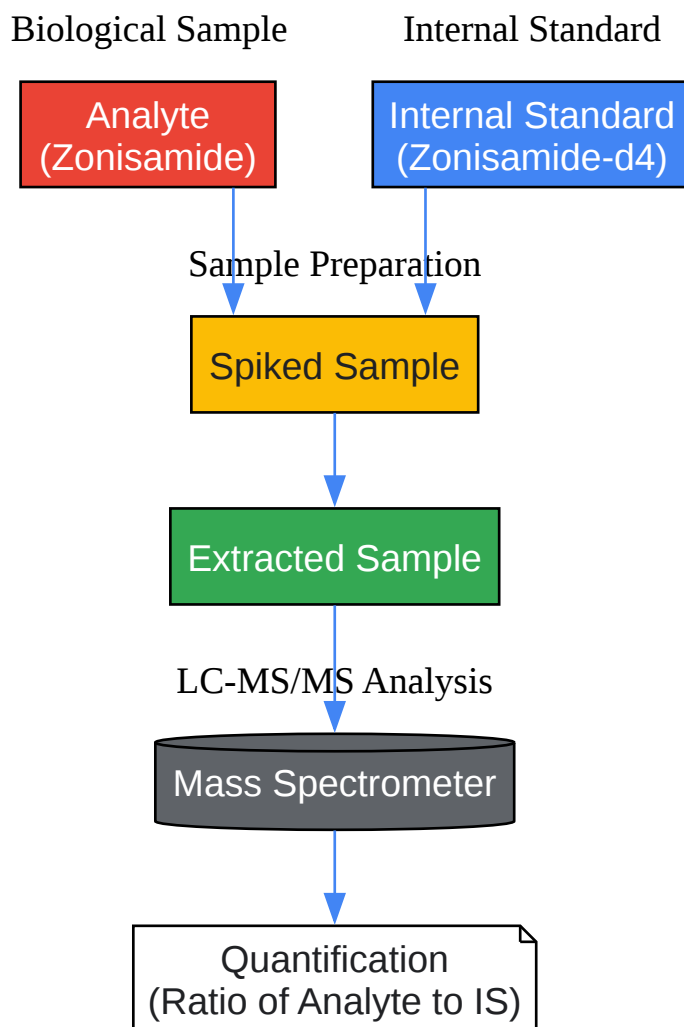 Biological Sample
Internal Standard
Analyte
(Zonisamide)
Internal Standard
(Zonisamide-d4)
Sample Preparation
Spiked Sample
Extracted Sample
LC-MS/MS Analysis
Mass Spectrometer
Quantification
(Ratio of Analyte to IS)